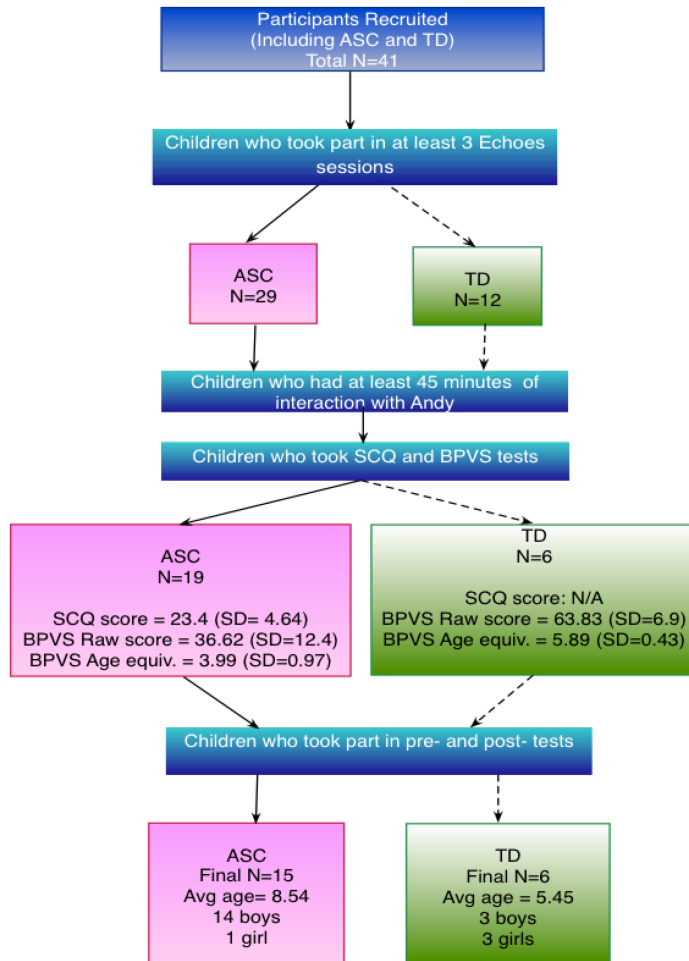 Participants Recruited
(Including ASC and TD)
Total N=41
Children who took part in at least 3 Echoes
sessions
ASC
N=29
TD
N=12
Children who had at least 45 minutes of
interaction with Andy
Children who took SCQ and BPVS tests
ASC
N=19
SCQ score = 23.4 (SD= 4.64)
BPVS Raw score = 36.62 (SD=12.4)
BPVS Age equiv. = 3.99 (SD=0.97)
TD
N=6
SCQ score: N/A
BPVS Raw score = 63.83 (SD=6.9)
BPVS Age equiv. = 5.89 (SD=0.43)
Children who took part in pre- and post- tests
ASC
Final N=15
Avg age= 8.54
14 boys
1 girl
TD
Final N=6
Avg age = 5.45
3 boys
3 girls